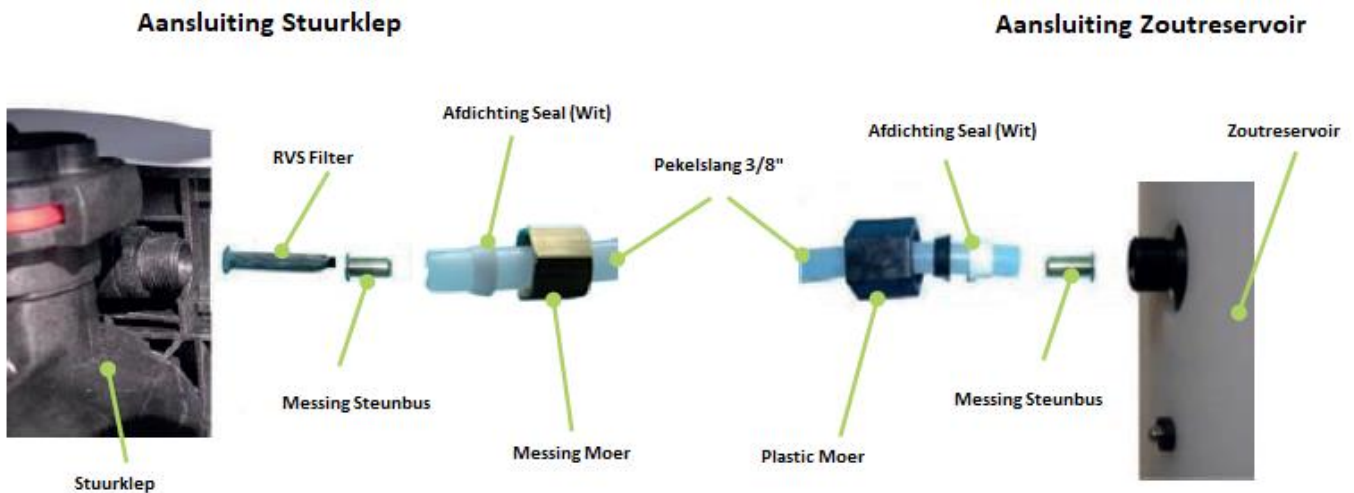 Aansluiting Stuurklep
Aansluiting Zoutreservoir
Afdichting Seal (Wit)
RVS Filter
Pekelslang 3/8"
Afdichting Seal (Wit)
Zoutreservoir
Messing Steunbus
Messing Moer
Stuurklep
Plastic Moer
Messing Steunbus